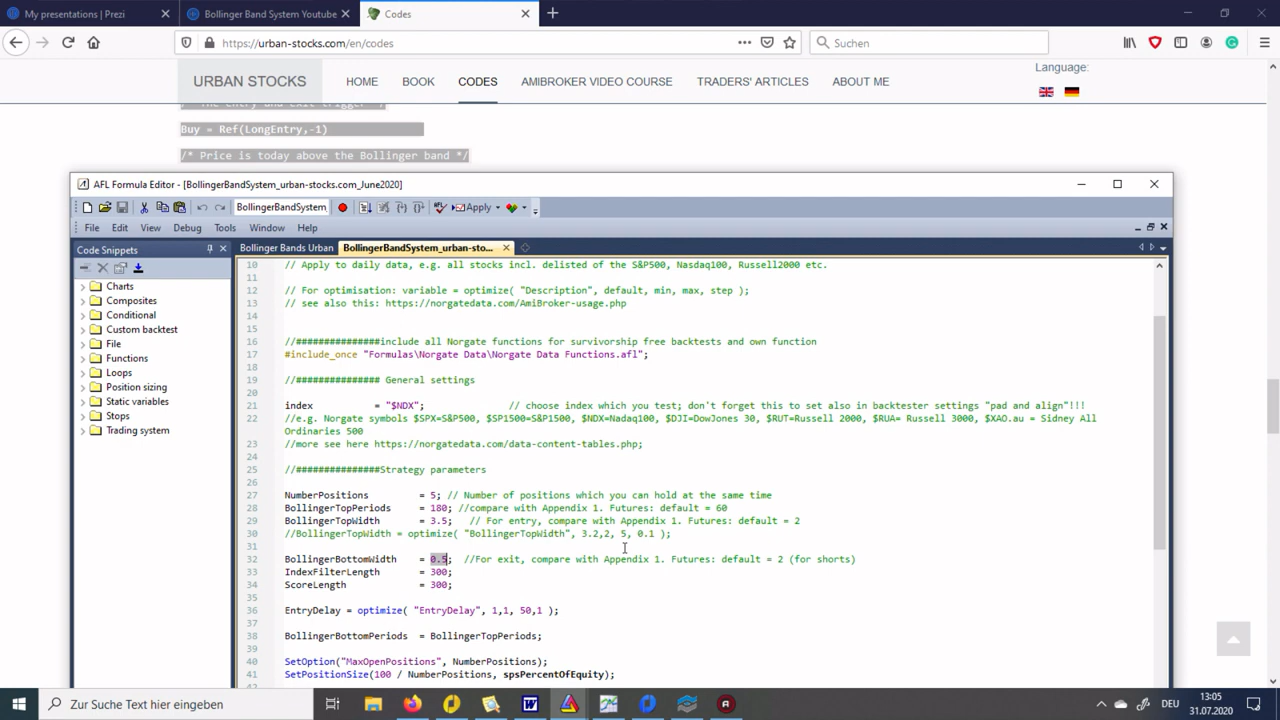 My presentations | Prezi
Bollinger Band System Youtube
Codes
https://urban-stocks.com/en/codes
Suchen
URBAN STOCKS
HOME
BOOK
CODES
AMIBROKER VIDEO COURSE
TRADERS' ARTICLES
ABOUT ME
Language:
/* The entry and exit trigger */
Buy = Ref(LongEntry,-1)
/* Price is today above the Bollinger band */
AFL Formula Editor - [BollingerBandSystem_urban-stocks.com_June2020]
BollingerBandSystem
Apply
File Edit View Debug Tools Window Help
Code Snippets
Bollinger Bands Urban
BollingerBandSystem_urban-sto...
Charts
Composites
Conditional
Custom backtest
File
Functions
Loops
Position sizing
Static variables
Stops
Trading system
10 // Apply to daily data, e.g. all stocks incl. delisted of the S&P500, Nasdaq100, Russell2000 etc.
11
12 // For optimisation: variable = optimize( "Description", default, min, max, step );
13 // see also this: https://norgatedata.com/AmiBroker-usage.php
14
15
16 //###############include all Norgate functions for survivorship free backtests and own function
17 #include_once "Formulas\Norgate Data\Norgate Data Functions.afl";
18
19 //############### General settings
20
21 index = "$NDX"; // choose index which you test; don't forget this to set also in backtester settings "pad and align"!!!
22 //e.g. Norgate symbols $SPX=S&P500, $SP1500=S&P1500, $NDX=Nadaq100, $DJI=DowJones 30, $RUT=Russell 2000, $RUA= Russell 3000, $XAO.au = Sidney All
Ordinaries 500
23 //more see here https://norgatedata.com/data-content-tables.php;
24
25 //###############Strategy parameters
26
27 NumberPositions = 5; // Number of positions which you can hold at the same time
28 BollingerTopPeriods = 180; //compare with Appendix 1. Futures: default = 60
29 BollingerTopWidth = 3.5; // For entry, compare with Appendix 1. Futures: default = 2
30 //BollingerTopWidth = optimize( "BollingerTopWidth", 3.2,2, 5, 0.1 );
31
32 BollingerBottomWidth = 0.5; //For exit, compare with Appendix 1. Futures: default = 2 (for shorts)
33 IndexFilterLength = 300;
34 ScoreLength = 300;
35
36 EntryDelay = optimize( "EntryDelay", 1,1, 50,1 );
37
38 BollingerBottomPeriods = BollingerTopPeriods;
39
40 SetOption("MaxOpenPositions", NumberPositions);
41 SetPositionSize(100 / NumberPositions, spsPercentOfEquity);
Zur Suche Text hier eingeben
DEU
13:05
31.07.2020